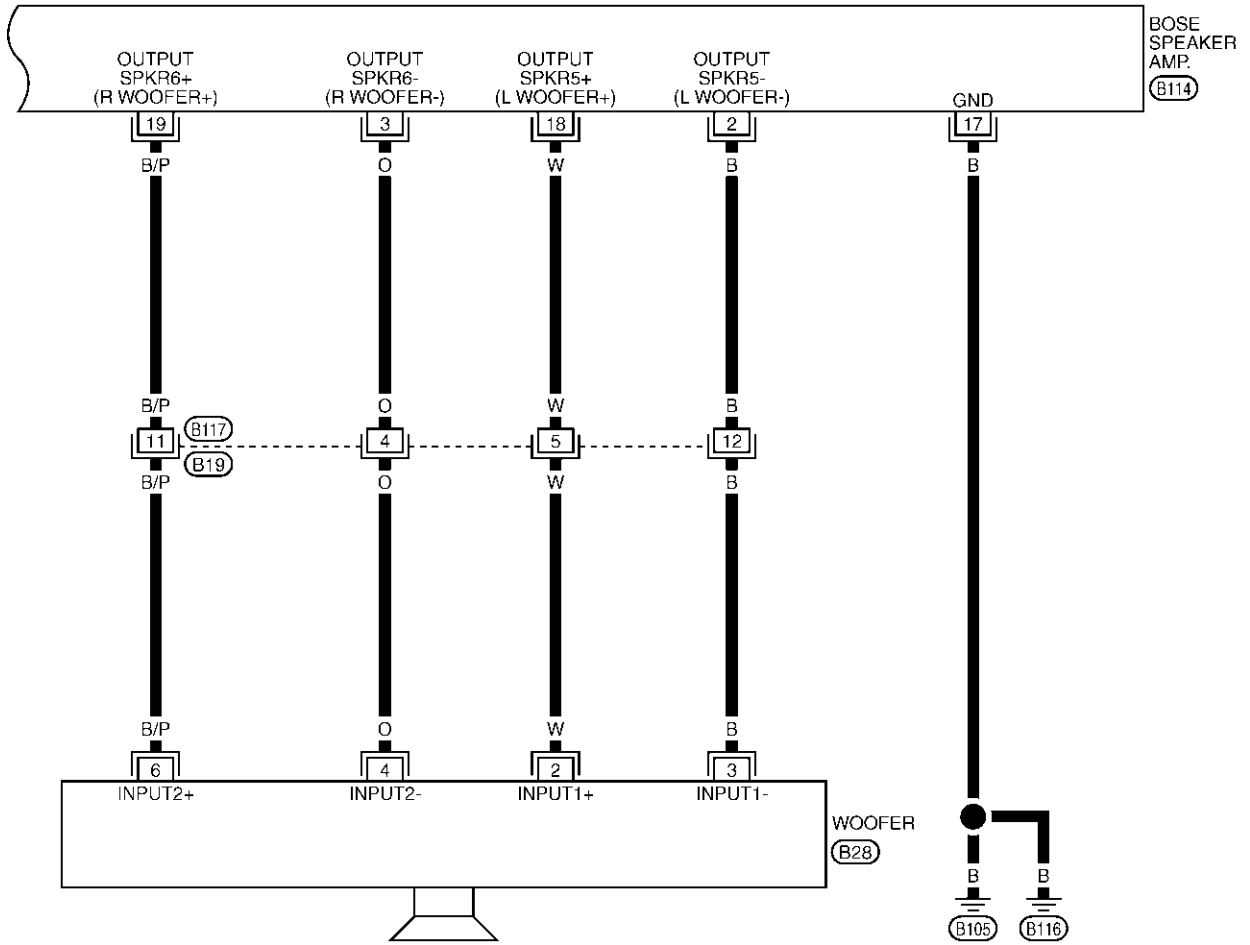 BOSE
SPEAKER
AMP.
B114
OUTPUT
SPKR6+
(R WOOFER+)
OUTPUT
SPKR6-
(R WOOFER-)
OUTPUT
SPKR5+
(L WOOFER+)
OUTPUT
SPKR5-
(L WOOFER-)
GND
19 3 18 2 17
B/P O W B B
B/P O W B
B117
11 4 5 12
B19
B/P O W B
B/P O W B
6 4 2 3
INPUT2+ INPUT2- INPUT1+ INPUT1-
WOOFER
B28
B B
B105 B116